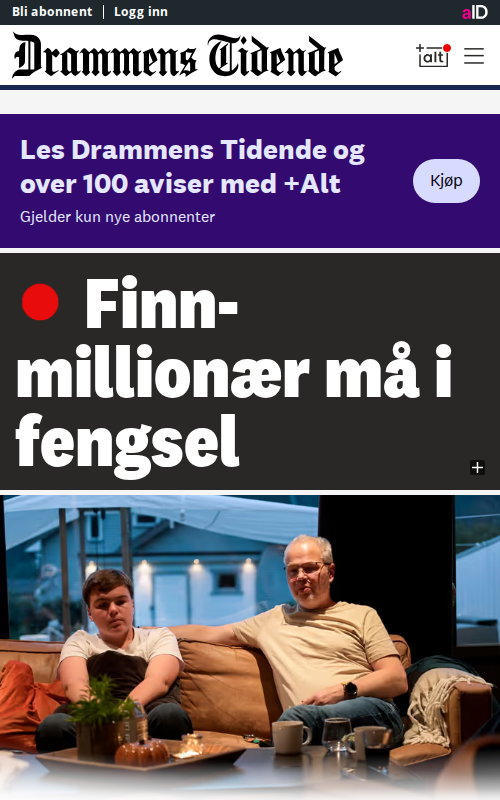 Bli abonnent
Logg inn
aID
Drammens Tidende
+alt
Les Drammens Tidende og
over 100 aviser med +Alt
Gjelder kun nye abonnenter
Kjøp
Finn-
millionær må i
fengsel